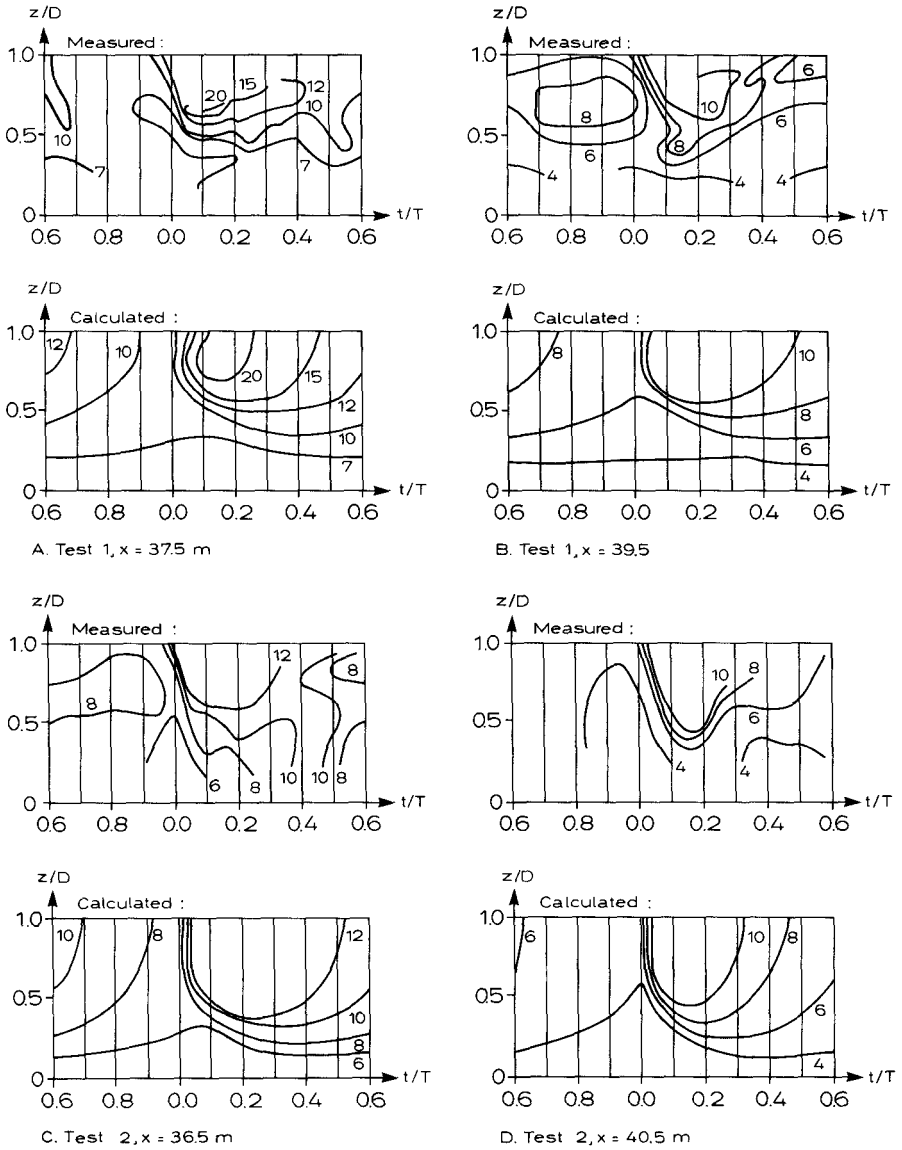 z/D
Measured :
1.0
0.5
0
20
15
12
10
10
7
7
t/T
0.6 0.8 0.0 0.2 0.4 0.6
z/D
Measured :
1.0
0.5
0
6
10
8
6
8
6
4
4
4
t/T
0.6 0.8 0.0 0.2 0.4 0.6
z/D
Calculated :
1.0
0.5
0
12
10
20
15
12
10
7
t/T
0.6 0.8 0.0 0.2 0.4 0.6
A. Test 1, x = 37.5 m
z/D
Calculated :
1.0
0.5
0
8
10
8
6
4
t/T
0.6 0.8 0.0 0.2 0.4 0.6
B. Test 1, x = 39.5
z/D
Measured :
1.0
0.5
0
12
8
8
6
8
10
10
8
t/T
0.6 0.8 0.0 0.2 0.4 0.6
z/D
Measured :
1.0
0.5
0
10
8
6
4
4
t/T
0.6 0.8 0.0 0.2 0.4 0.6
z/D
Calculated :
1.0
0.5
0
10
8
12
10
8
6
t/T
0.6 0.8 0.0 0.2 0.4 0.6
C. Test 2, x = 36.5 m
z/D
Calculated :
1.0
0.5
0
6
10
8
6
4
t/T
0.6 0.8 0.0 0.2 0.4 0.6
D. Test 2, x = 40.5 m